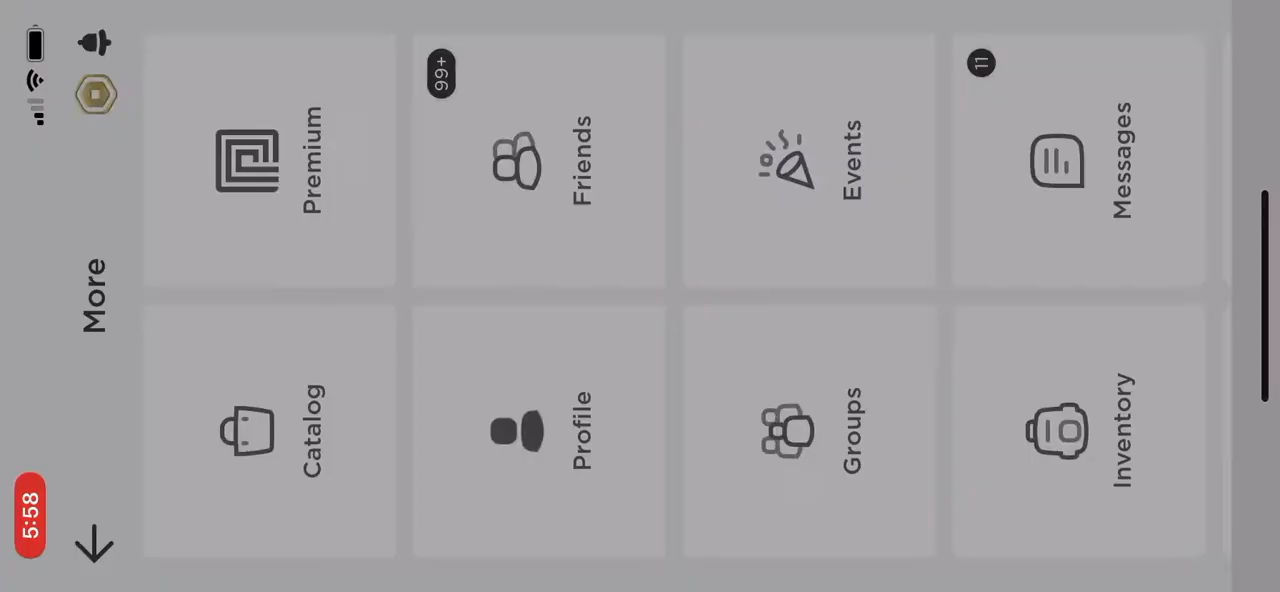 5:58
More
Catalog
Premium
Profile
99+
Friends
Groups
Events
Inventory
11
Messages